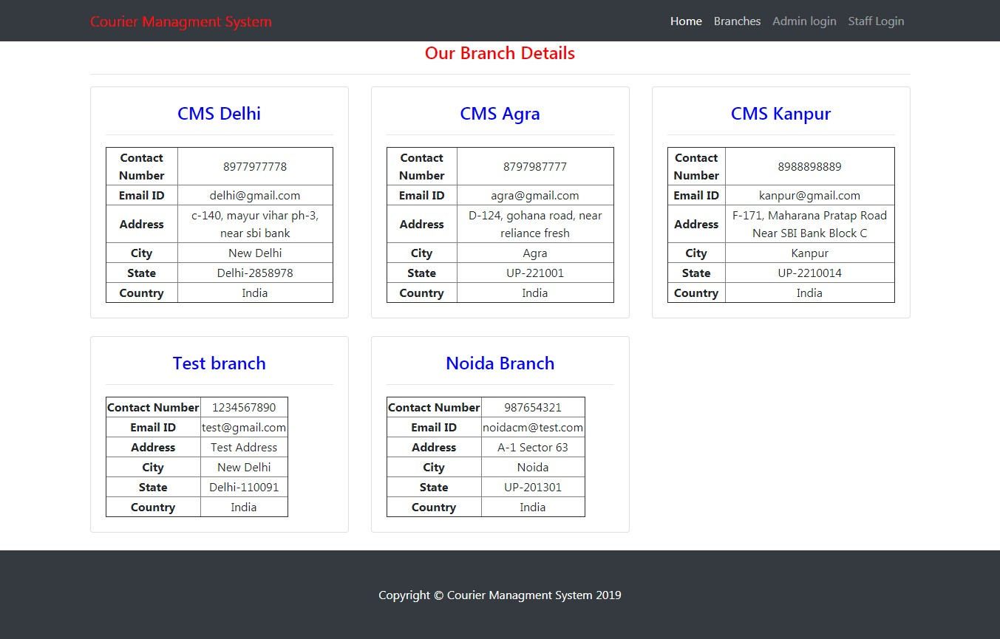 Courier Managment System
Home Branches Admin login Staff Login
Our Branch Details
CMS Delhi
Contact Number 8977977778
Email ID delhi@gmail.com
Address c-140, mayur vihar ph-3,
near sbi bank
City New Delhi
State Delhi-2858978
Country India
CMS Agra
Contact Number 8797987777
Email ID agra@gmail.com
Address D-124, gohana road, near
reliance fresh
City Agra
State UP-221001
Country India
CMS Kanpur
Contact Number 8988898889
Email ID kanpur@gmail.com
Address F-171, Maharana Pratap Road
Near SBI Bank Block C
City Kanpur
State UP-2210014
Country India
Test branch
Contact Number 1234567890
Email ID test@gmail.com
Address Test Address
City New Delhi
State Delhi-110091
Country India
Noida Branch
Contact Number 987654321
Email ID noidacm@test.com
Address A-1 Sector 63
City Noida
State UP-201301
Country India
Copyright © Courier Managment System 2019